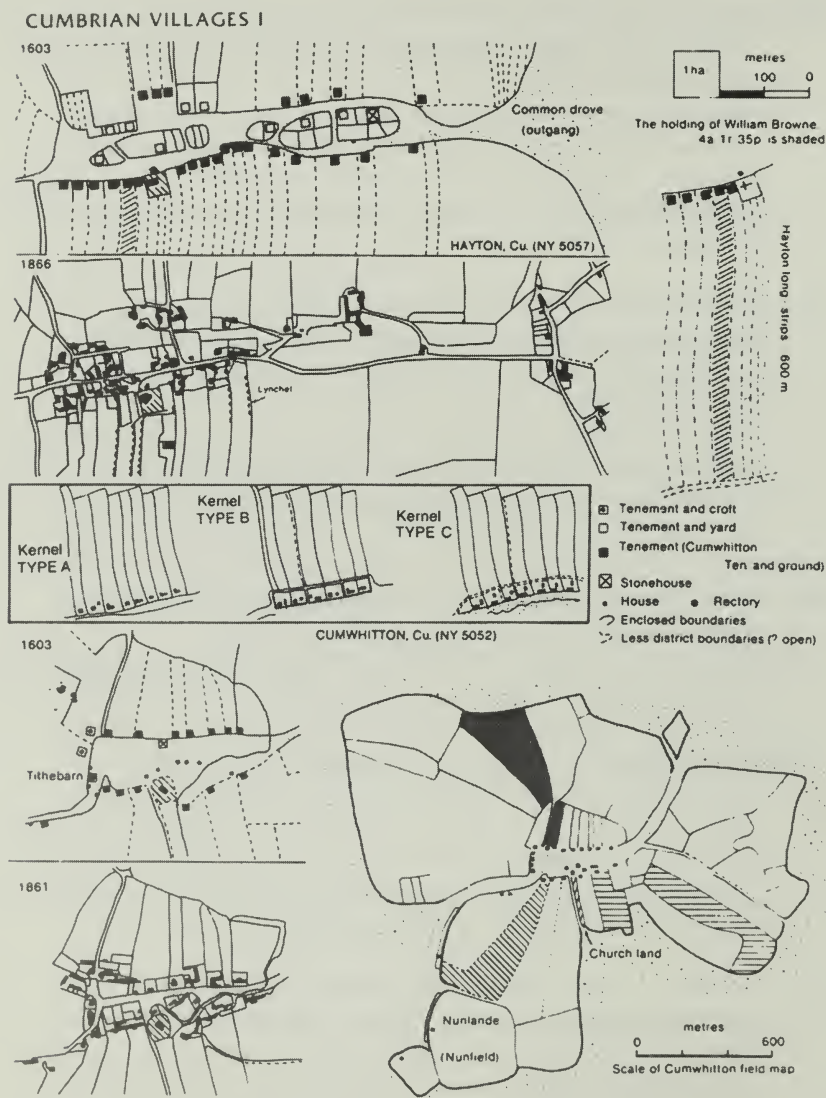 CUMBRIAN VILLAGES I
1603
Common drove
(outgang)
HAYTON, Cu. (NY 5057)
1 ha
metres
100 0
The holding of William Browne
4a 1r 35p is shaded
Hayton long-strips 600 m
1866
Lynchet
Kernel
TYPE A
Kernel
TYPE B
Kernel
TYPE C
Tenement and croft
Tenement and yard
Tenement (Cumwhitton
Ten. and ground)
Stonehouse
House Rectory
Enclosed boundaries
Less district boundaries (? open)
CUMWHITTON, Cu. (NY 5052)
1603
Tithebarn
1861
Church land
Nunlande
(Nunfield)
metres
0 600
Scale of Cumwhitton field map